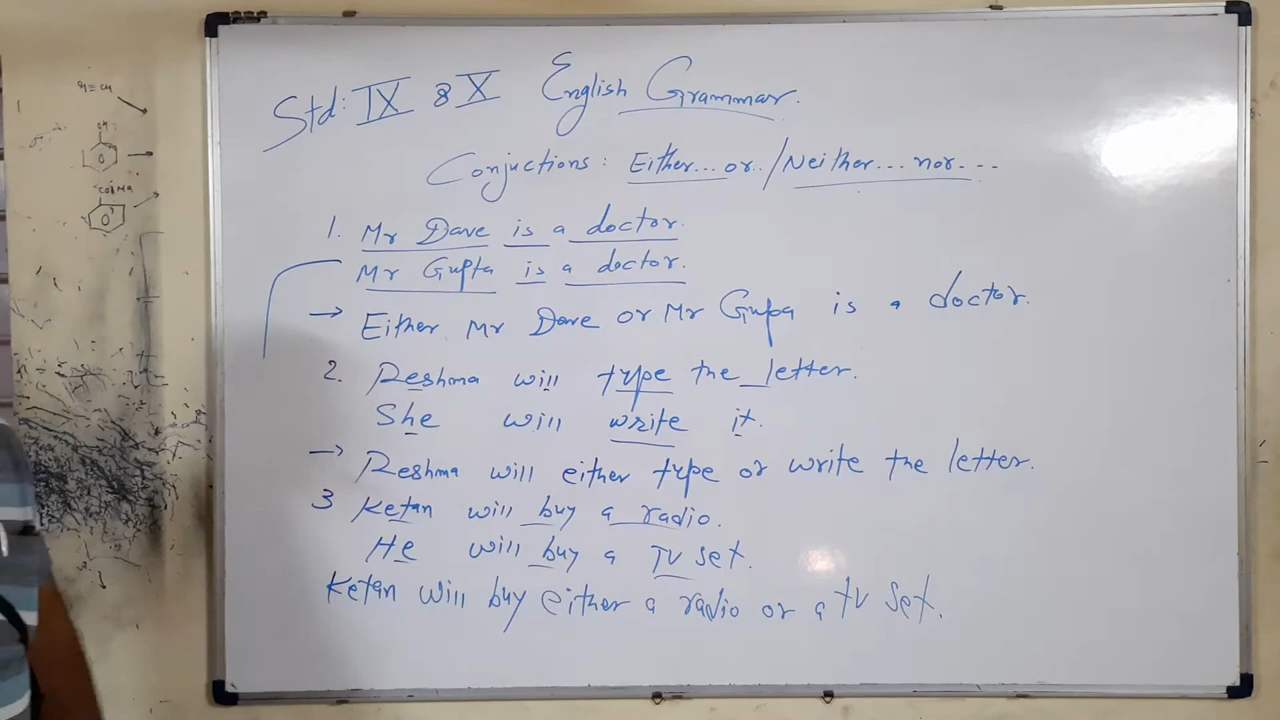 Std: IX & X English Grammar.
Conjuctions: Either... or../Neither... nor....
1. Mr Dave is a doctor.
Mr Gupta is a doctor.
→ Either Mr Dave or Mr Gupa is a doctor.
2. Reshma will type the letter.
She will write it.
→ Reshma will either type or write the letter.
3 Ketan will buy a radio.
He will buy a TV set.
Ketan will buy either a radio or a tv set.